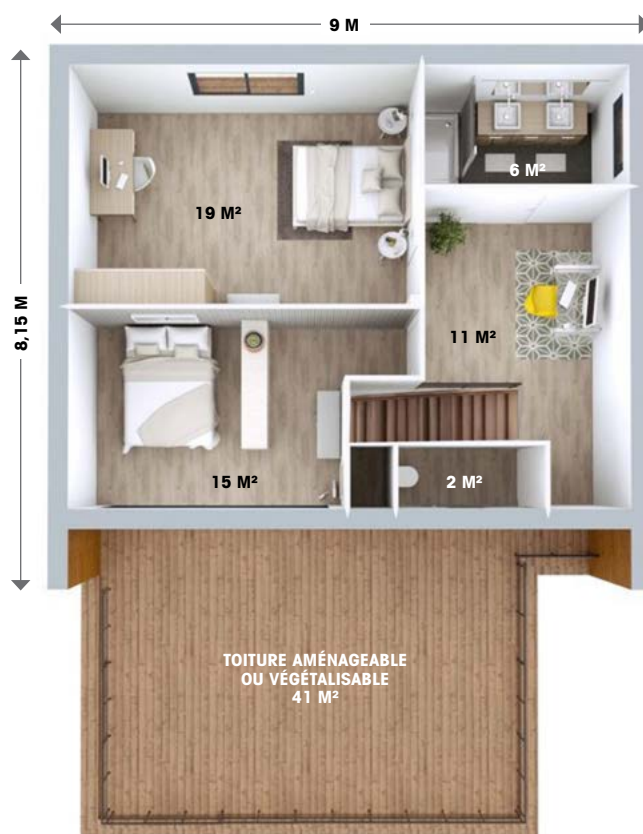 9 M
8,15 M
6 M²
19 M²
11 M²
15 M²
2 M²
TOITURE AMÉNAGEABLE
OU VÉGÉTALISABLE
41 M²